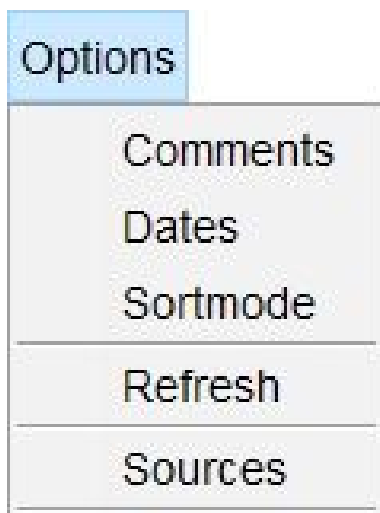 Options
Comments
Dates
Sortmode
Refresh
Sources